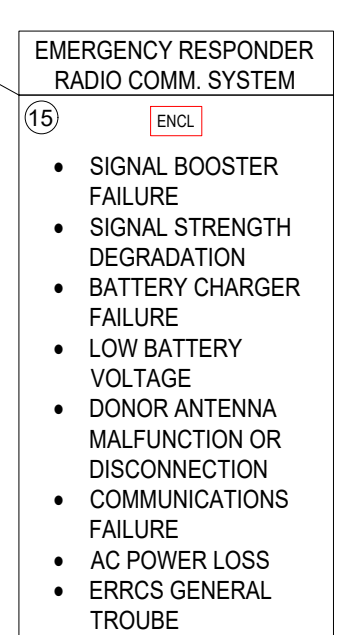 EMERGENCY RESPONDER
RADIO COMM. SYSTEM
15
ENCL
• SIGNAL BOOSTER
FAILURE
• SIGNAL STRENGTH
DEGRADATION
• BATTERY CHARGER
FAILURE
• LOW BATTERY
VOLTAGE
• DONOR ANTENNA
MALFUNCTION OR
DISCONNECTION
• COMMUNICATIONS
FAILURE
• AC POWER LOSS
• ERRCS GENERAL
TROUBE